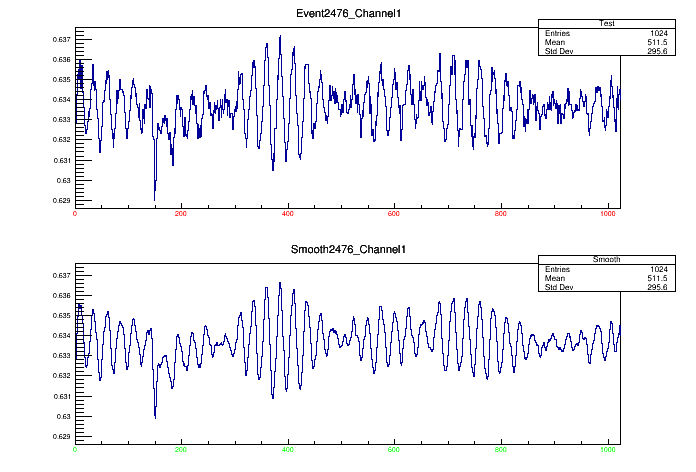 Event2476_Channel1
Test
Entries 1024
Mean 511.5
Std Dev 295.6
0.637
0.636
0.635
0.634
0.633
0.632
0.631
0.63
0.629
0 200 400 600 800 1000
Smooth2476_Channel1
Smooth
Entries 1024
Mean 511.5
Std Dev 295.6
0.637
0.636
0.635
0.634
0.633
0.632
0.631
0.63
0.629
0 200 400 600 800 1000